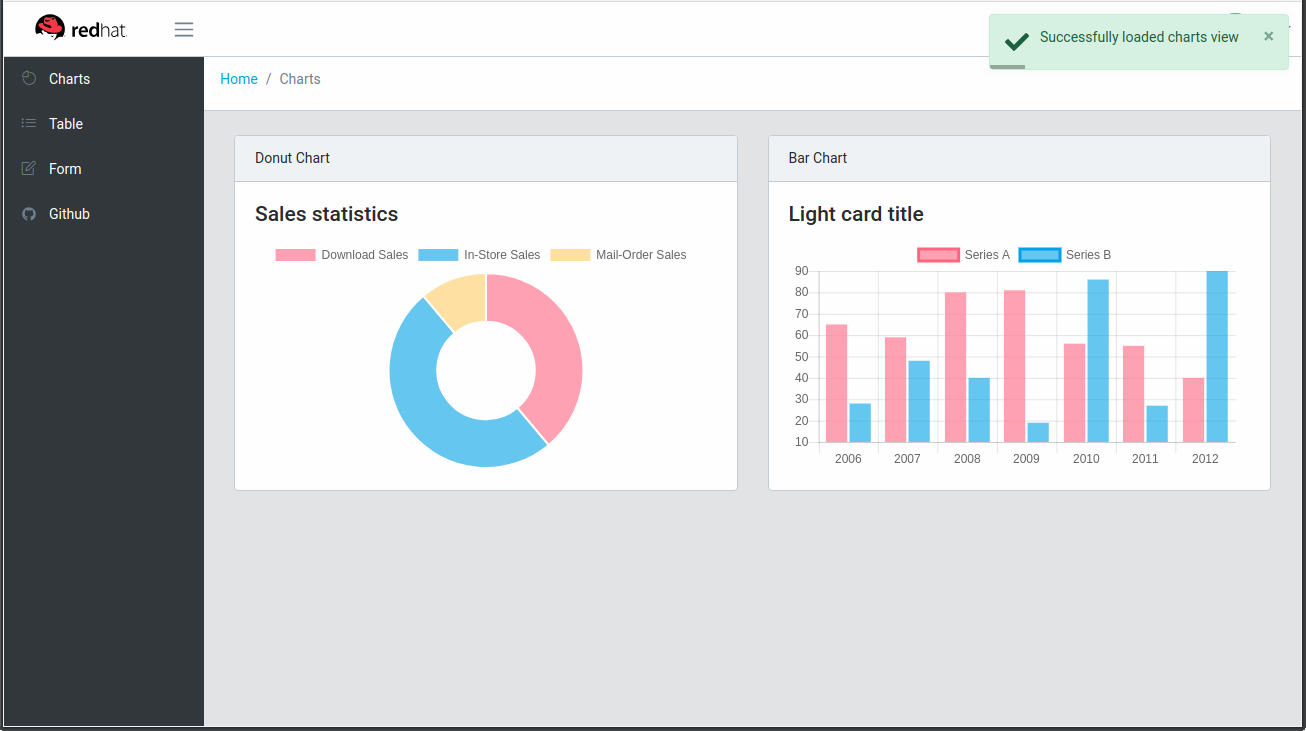 redhat.
Successfully loaded charts view ×
Charts
Table
Form
Github
Home / Charts
Donut Chart
Sales statistics
Download Sales In-Store Sales Mail-Order Sales
Bar Chart
Light card title
Series A Series B
90
80
70
60
50
40
30
20
10
2006 2007 2008 2009 2010 2011 2012